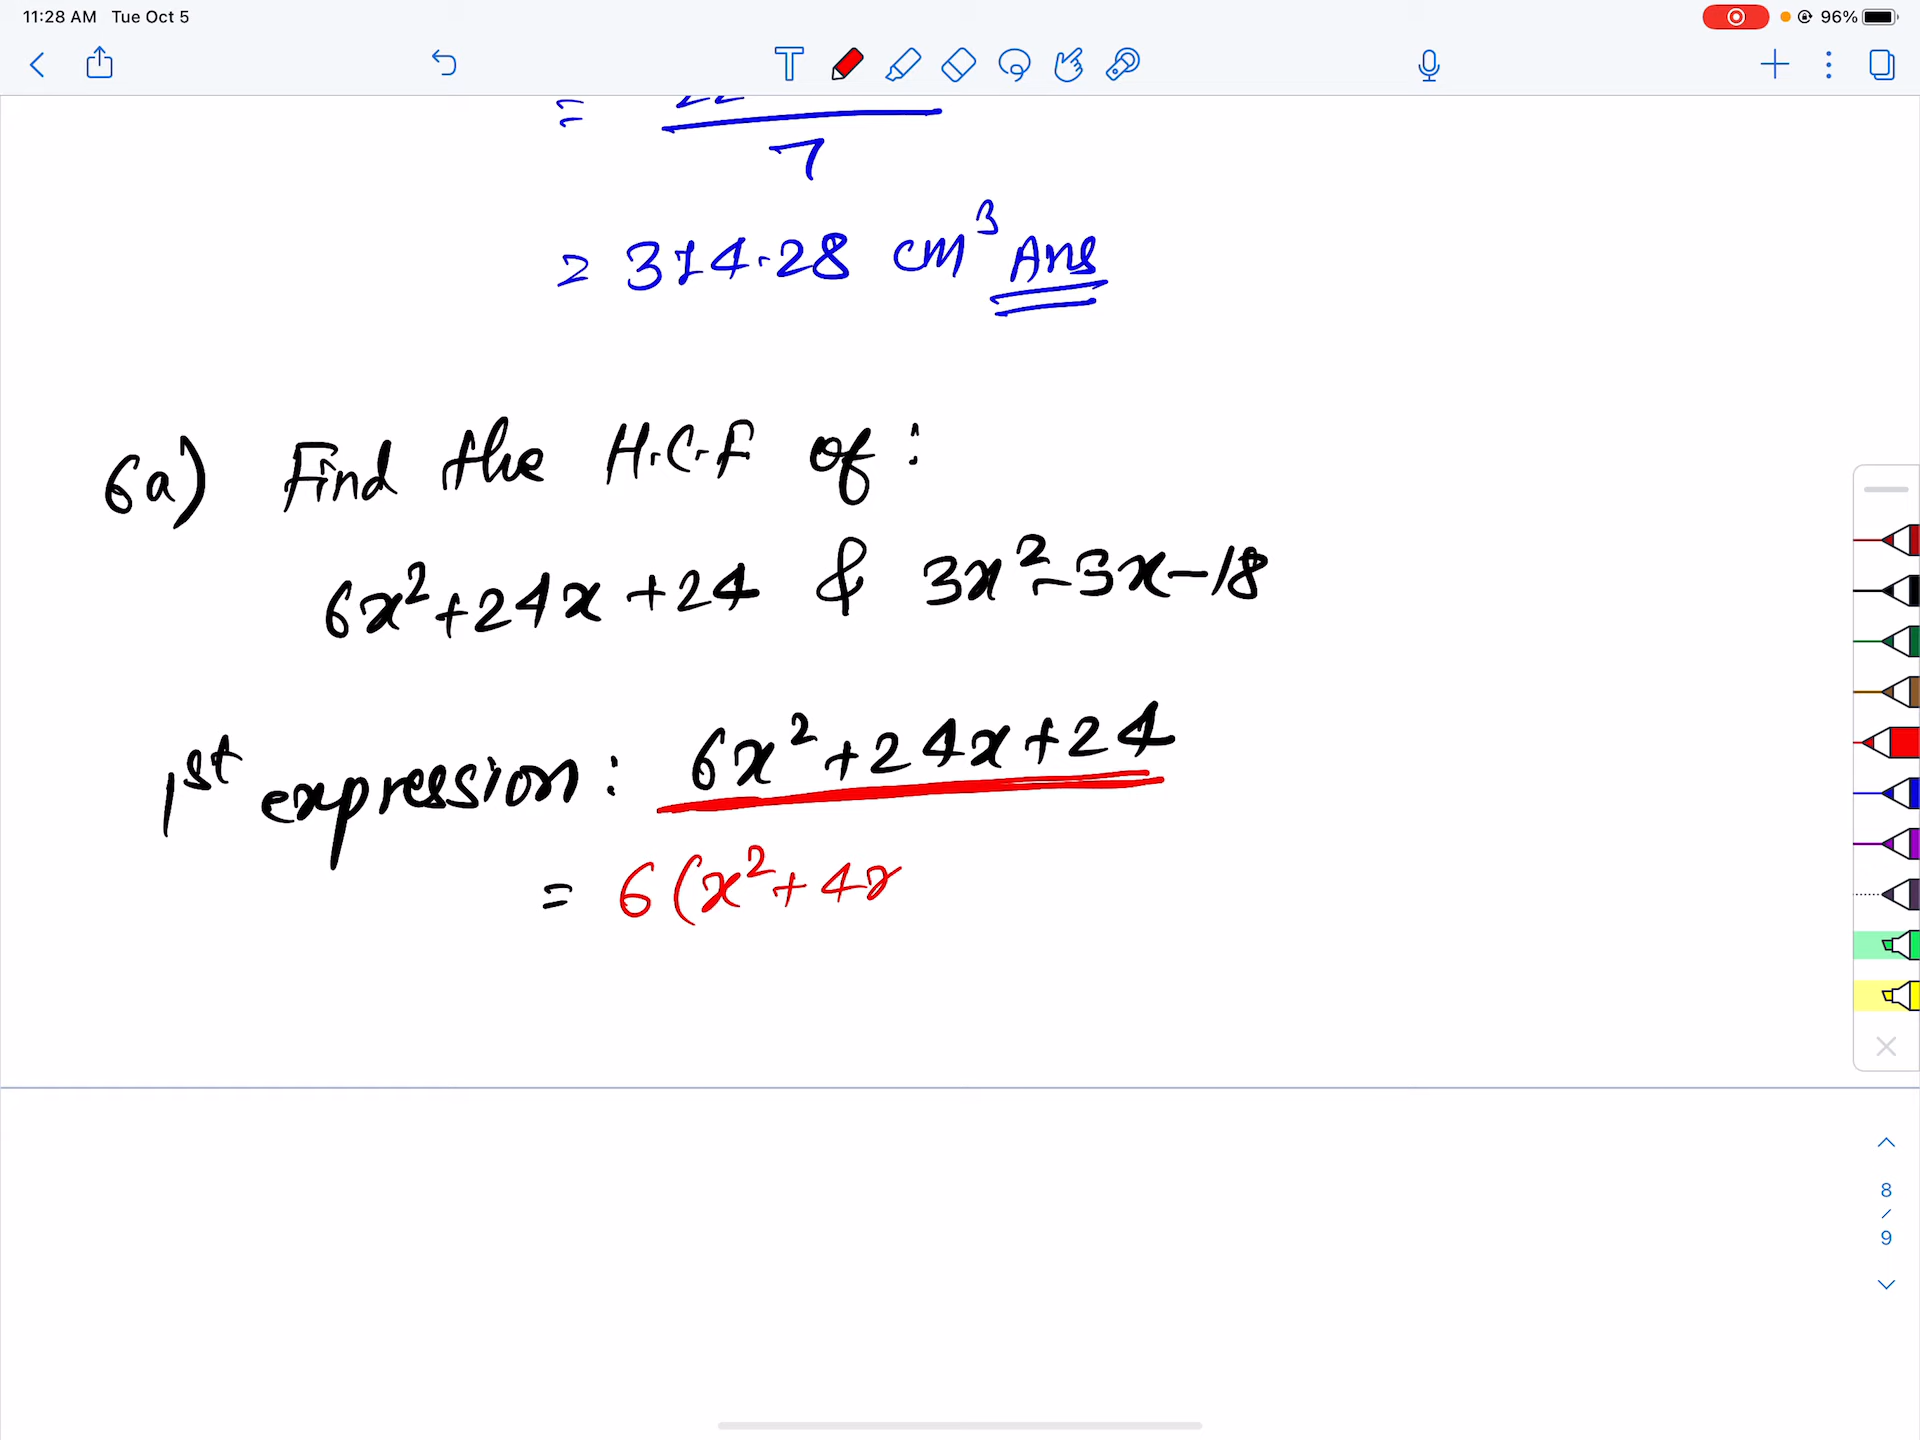 11:28 AM Tue Oct 5
96%
=
7
= 314.28 cm³ Ans
6a) Find the H.C.F of :
6x²+24x+24 & 3x²-3x-18
1st expression: 6x²+24x+24
= 6(x²+4x
8
/
9